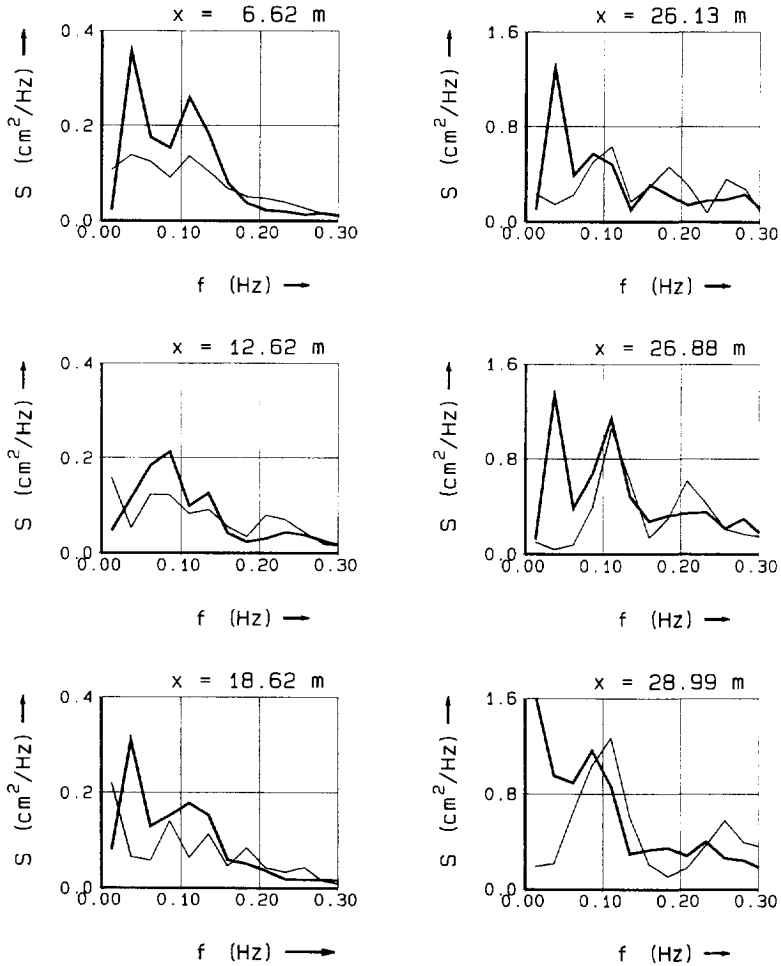 x = 6.62 m
S (cm²/Hz)
0.4
0.2
0.0
0.00 0.10 0.20 0.30
f (Hz)
x = 26.13 m
S (cm²/Hz)
1.6
0.8
0.0
0.00 0.10 0.20 0.30
f (Hz)
x = 12.62 m
S (cm²/Hz)
0.4
0.2
0.0
0.00 0.10 0.20 0.30
f (Hz)
x = 26.88 m
S (cm²/Hz)
1.6
0.8
0.0
0.00 0.10 0.20 0.30
f (Hz)
x = 18.62 m
S (cm²/Hz)
0.4
0.2
0.0
0.00 0.10 0.20 0.30
f (Hz)
x = 28.99 m
S (cm²/Hz)
1.6
0.8
0.0
0.00 0.10 0.20 0.30
f (Hz)